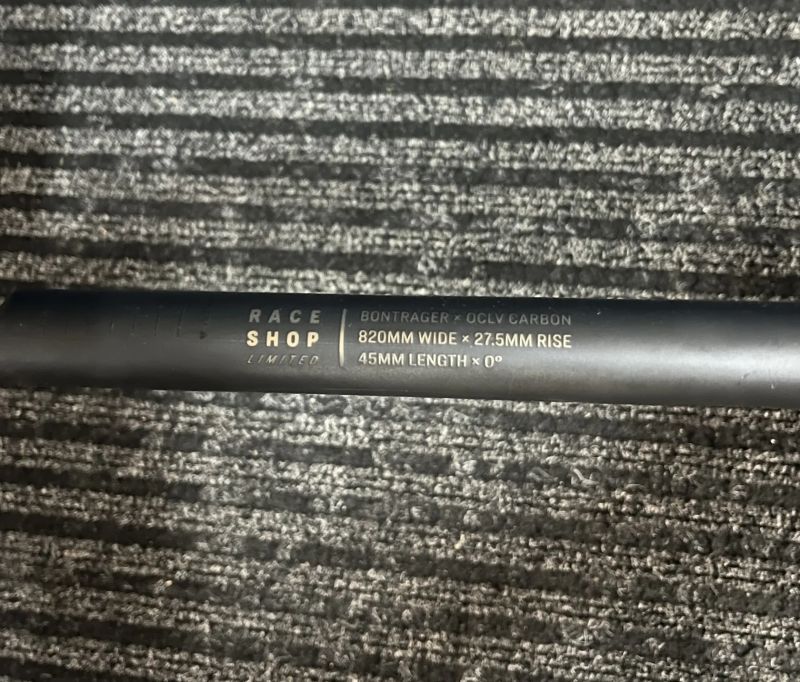 RACE
SHOP
LIMITED
BONTRAGER × OCLV CARBON
820MM WIDE × 27.5MM RISE
45MM LENGTH × 0°